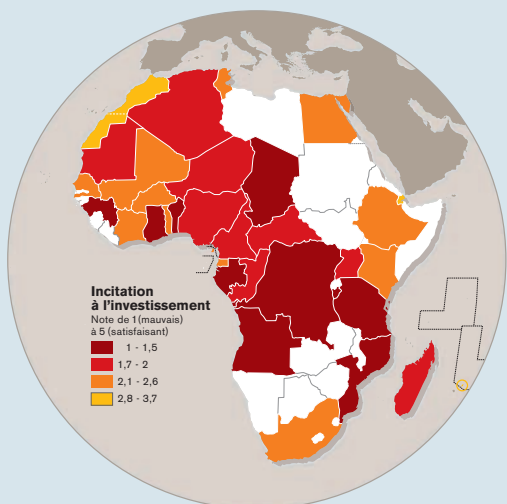 Incitation
à l'investissement
Note de 1 (mauvais)
à 5 (satisfaisant)
1 - 1,5
1,7 - 2
2,1 - 2,6
2,8 - 3,7